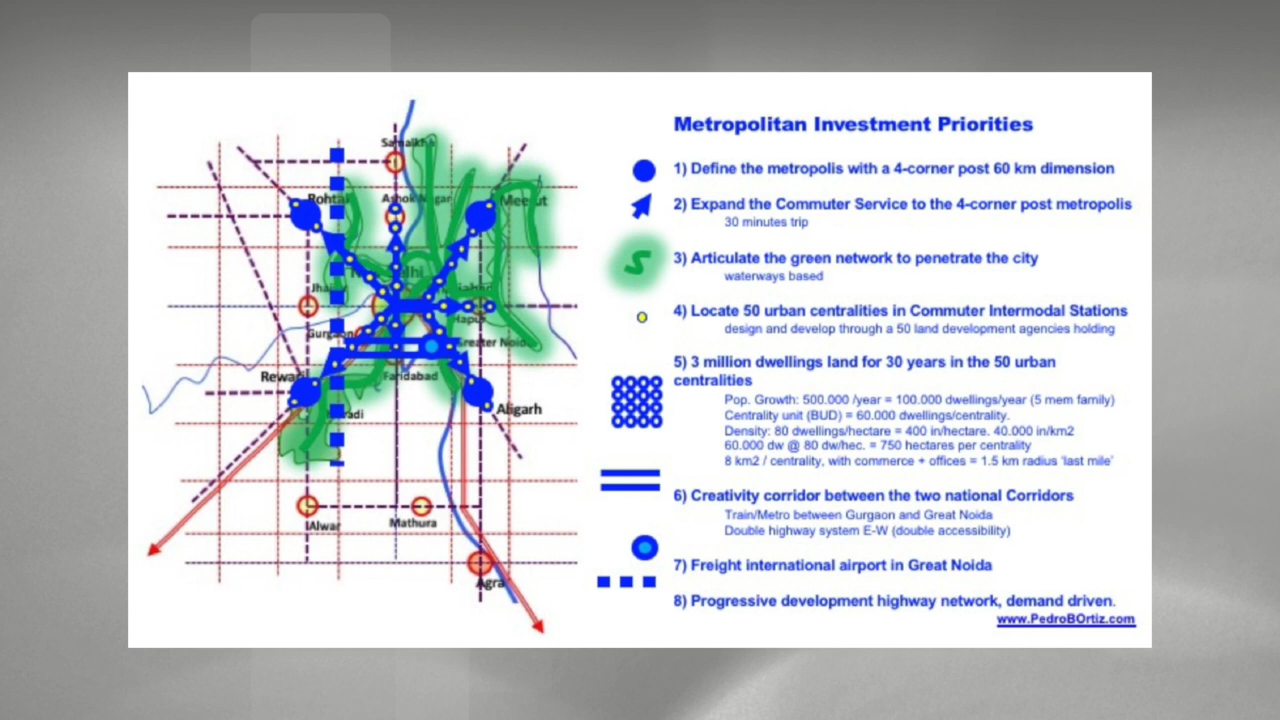 Metropolitan Investment Priorities
1) Define the metropolis with a 4-corner post 60 km dimension
2) Expand the Commuter Service to the 4-corner post metropolis
30 minutes trip
3) Articulate the green network to penetrate the city
waterways based
4) Locate 50 urban centralities in Commuter Intermodal Stations
design and develop through a 50 land development agencies holding
5) 3 million dwellings land for 30 years in the 50 urban
centralities
Pop. Growth: 500.000 /year = 100.000 dwellings/year (5 mem family)
Centrality unit (BUD) = 60.000 dwellings/centrality.
Density: 80 dwellings/hectare = 400 in/hectare. 40.000 in/km2
60.000 dw @ 80 dw/hec. = 750 hectares per centrality
8 km2 / centrality, with commerce + offices = 1.5 km radius ‘last mile’
6) Creativity corridor between the two national Corridors
Train/Metro between Gurgaon and Great Noida
Double highway system E-W (double accessibility)
7) Freight international airport in Great Noida
8) Progressive development highway network, demand driven.
www.PedroBOrtiz.com
Samalkha
Rohtak
Ashok Nagar
Meerut
Hapur
Gurgaon
Greater Noida
Rewari
Faridabad
Aligarh
Alwar
Mathura
Agra